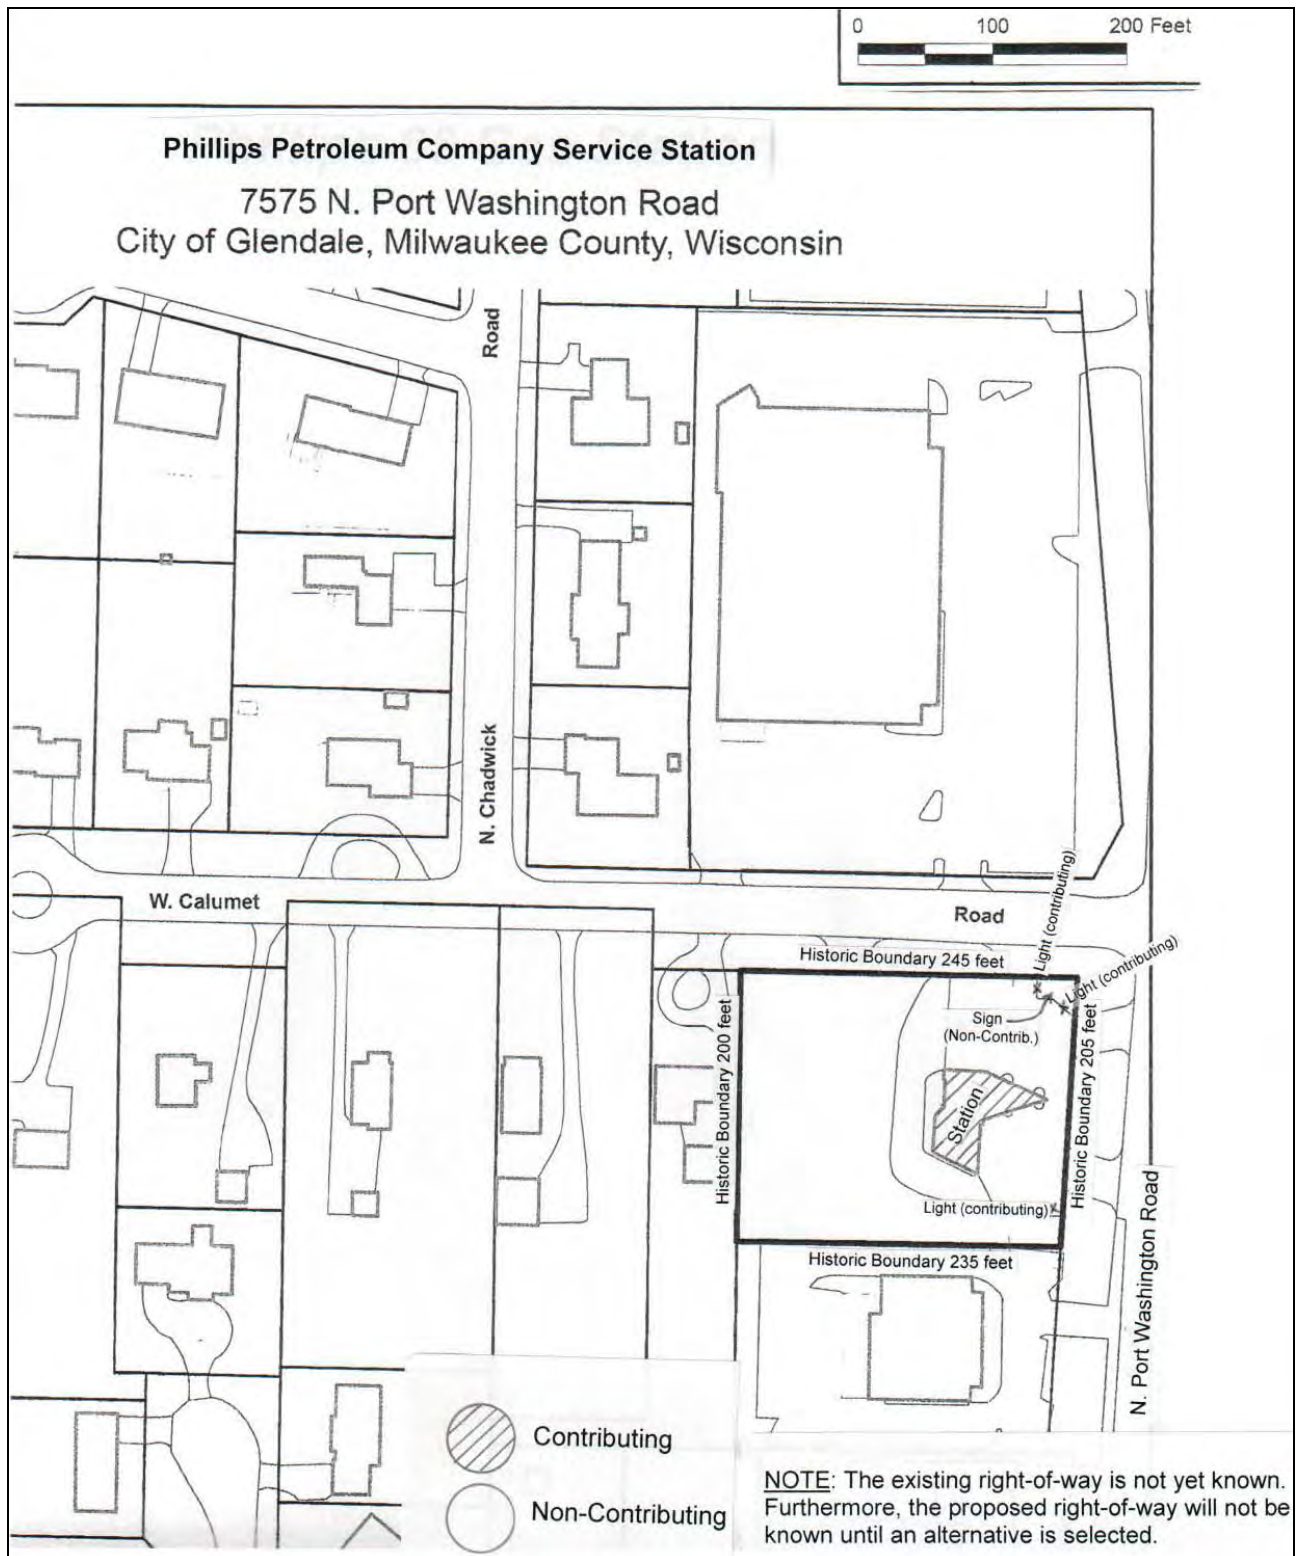 0 100 200 Feet
Phillips Petroleum Company Service Station
7575 N. Port Washington Road
City of Glendale, Milwaukee County, Wisconsin
Road
N. Chadwick
W. Calumet
Road
Light (contributing)
Light (contributing)
Historic Boundary 245 feet
Sign
(Non-Contrib.)
Historic Boundary 200 feet
Historic Boundary 205 feet
Station
Light (contributing)
Historic Boundary 235 feet
N. Port Washington Road
Contributing
Non-Contributing
NOTE: The existing right-of-way is not yet known.
Furthermore, the proposed right-of-way will not be
known until an alternative is selected.